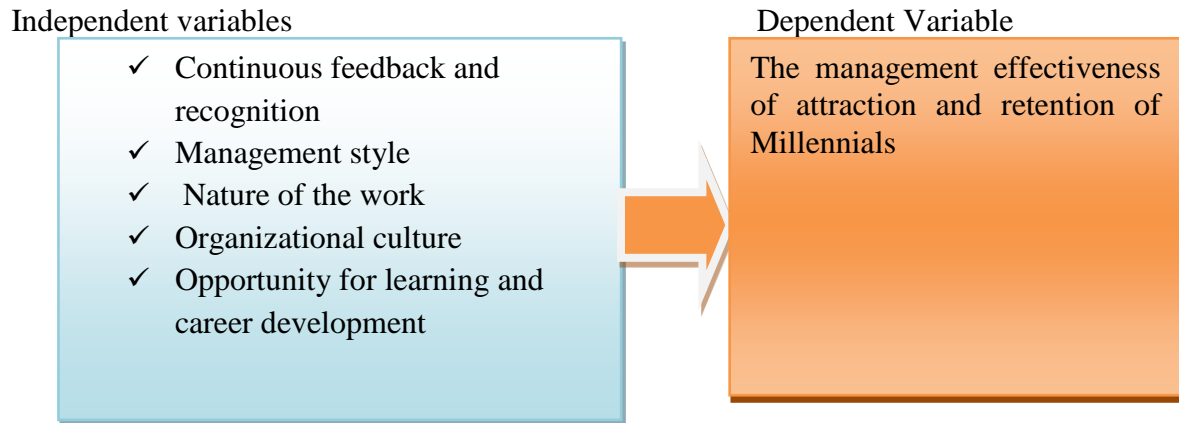 Independent variables
✓ Continuous feedback and
recognition
✓ Management style
✓ Nature of the work
✓ Organizational culture
✓ Opportunity for learning and
career development
Dependent Variable
The management effectiveness
of attraction and retention of
Millennials